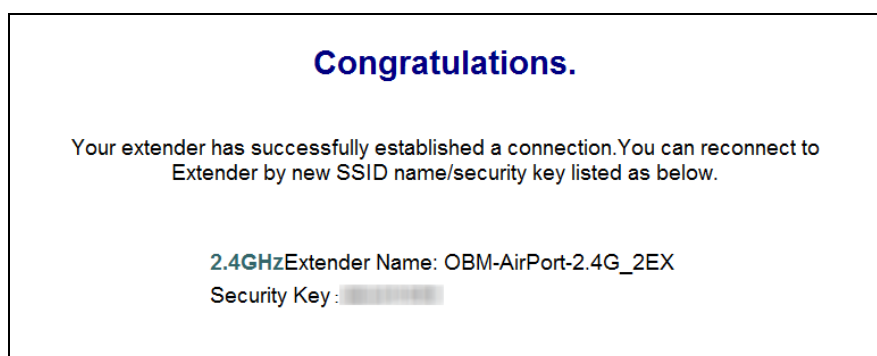 Congratulations.
Your extender has successfully established a connection.You can reconnect to
Extender by new SSID name/security key listed as below.
2.4GHzExtender Name: OBM-AirPort-2.4G_2EX
Security Key: